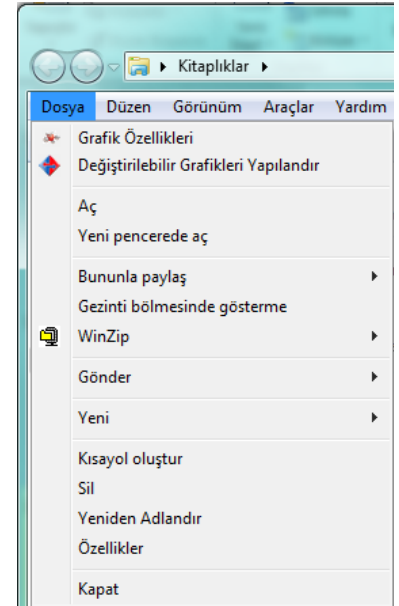 Kitaplıklar
Dosya Düzen Görünüm Araçlar Yardım
Grafik Özellikleri
Değiştirilebilir Grafikleri Yapılandır
Aç
Yeni pencerede aç
Bununla paylaş
Gezinti bölmesinde gösterme
WinZip
Gönder
Yeni
Kısayol oluştur
Sil
Yeniden Adlandır
Özellikler
Kapat